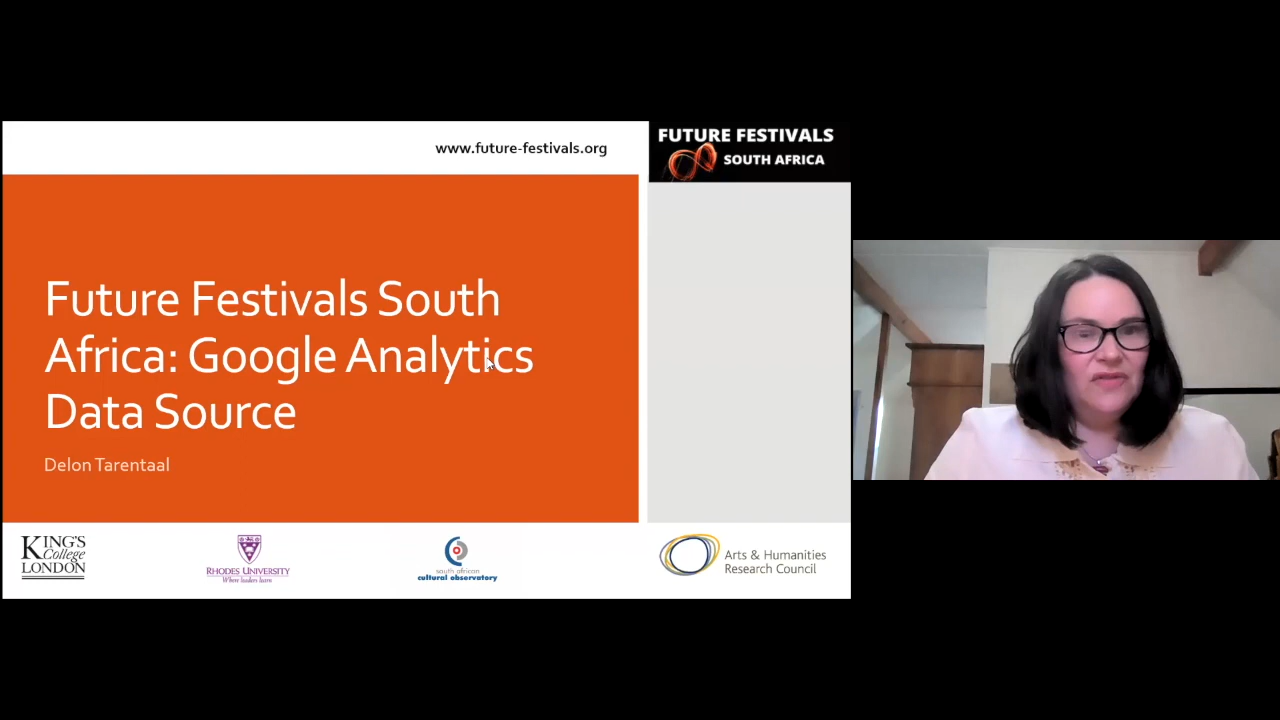 www.future-festivals.org
FUTURE FESTIVALS
SOUTH AFRICA
Future Festivals South
Africa: Google Analytics
Data Source
Delon Tarentaal
KING'S
College
LONDON
RHODES UNIVERSITY
Where leaders learn
south african
cultural observatory
Arts & Humanities
Research Council